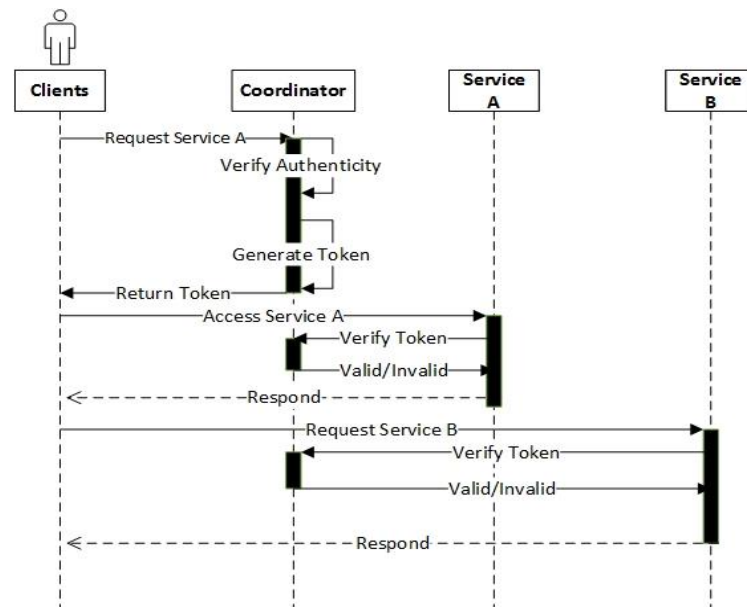 Clients
Coordinator
Service
A
Service
B
Request Service A
Verify Authenticity
Generate Token
Return Token
Access Service A
Verify Token
Valid/Invalid
Respond
Request Service B
Verify Token
Valid/Invalid
Respond